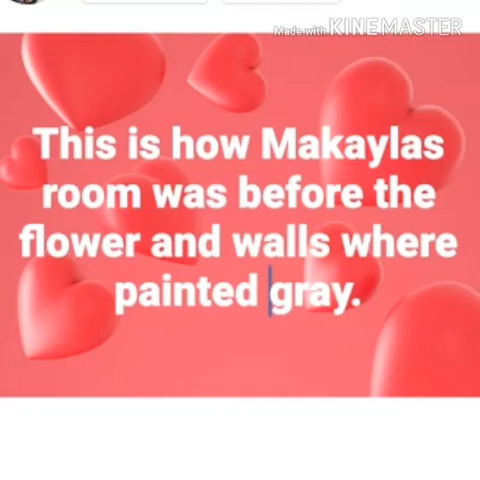 Made with KINEMASTER
This is how Makaylas
room was before the
flower and walls where
painted gray.